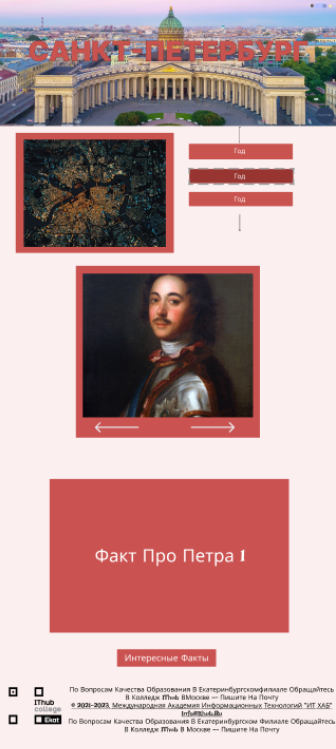 САНКТ-ПЕТЕРБУРГ
Год
Год
Год
Факт Про Петра 1
Интересные Факты
По Вопросам Качества Образования В Екатеринбургскомфилиале Обращайтесь
В Колледж IThub ВМоскве — Пишите На Почту
© 2021-2023, Международная Академия Информационных Технологий "ИТ ХАБ"
Info@ithub.Ru
По Вопросам Качества Образования В Екатеринбургском Филиале Обращайтесь
В Колледж IThub В Москве — Пишите На Почту
IThub
college
Ekat